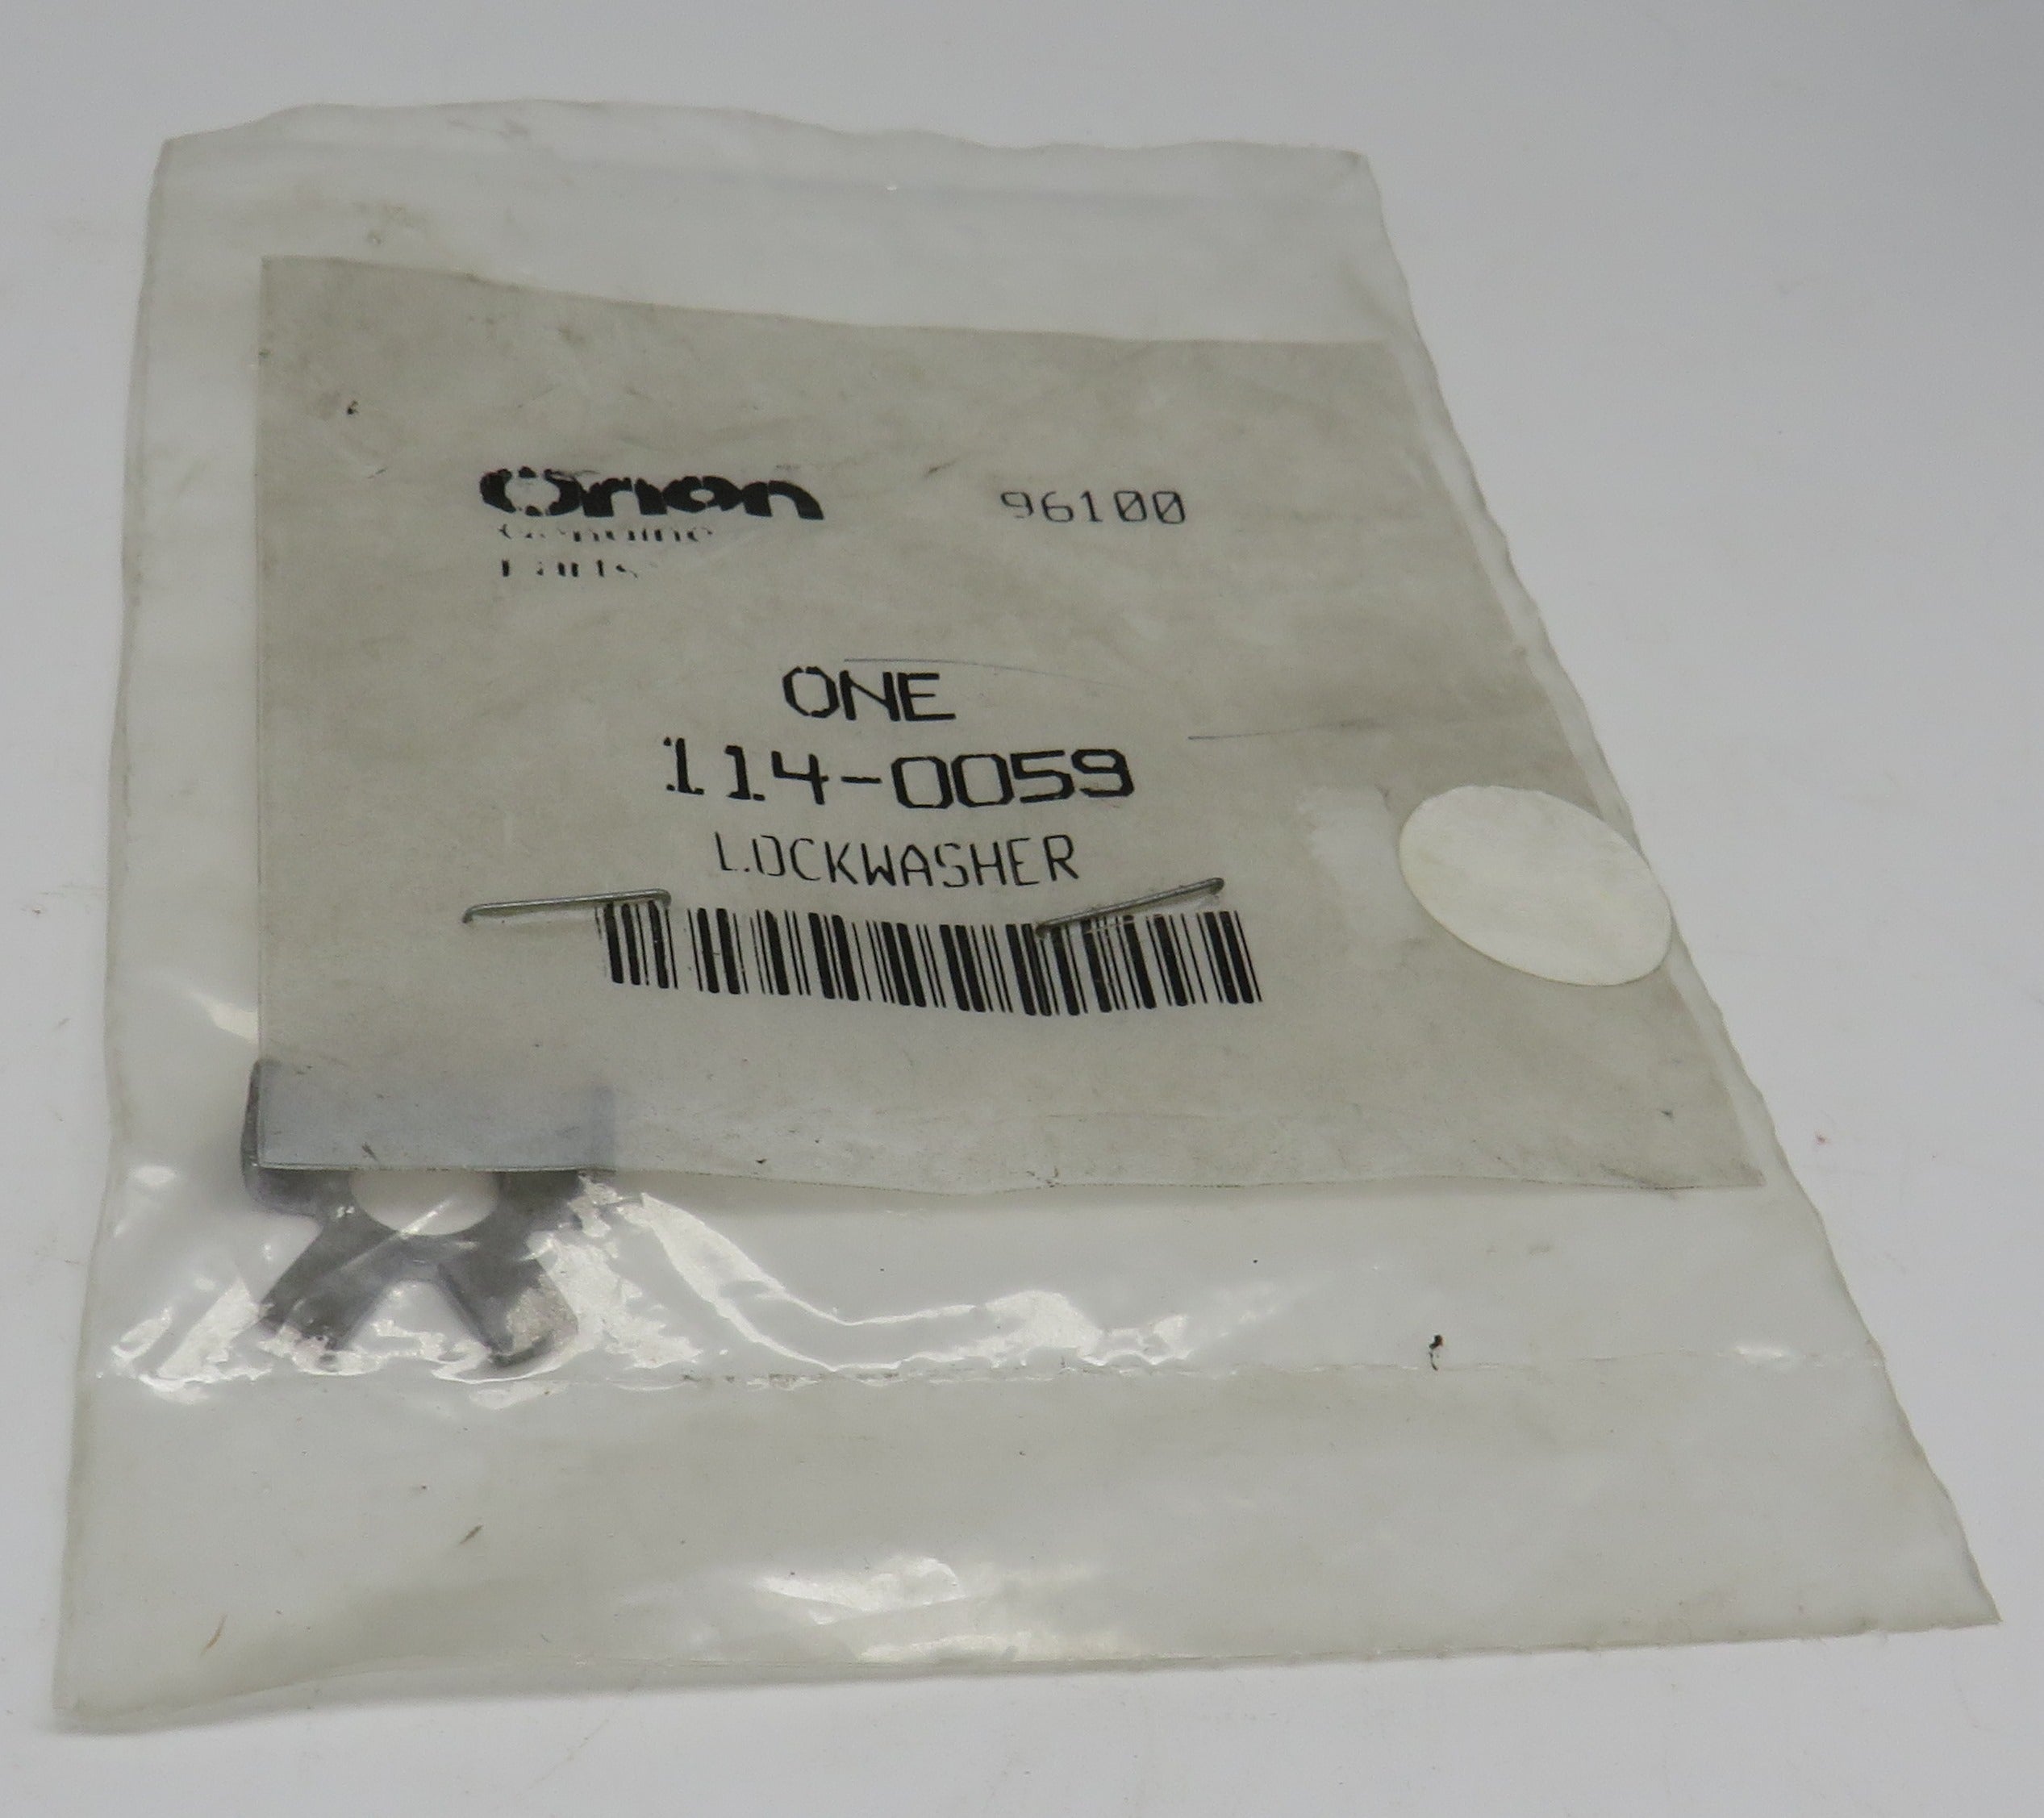 Onan 96100
Genuine
Parts
ONE
114-0059
LOCKWASHER